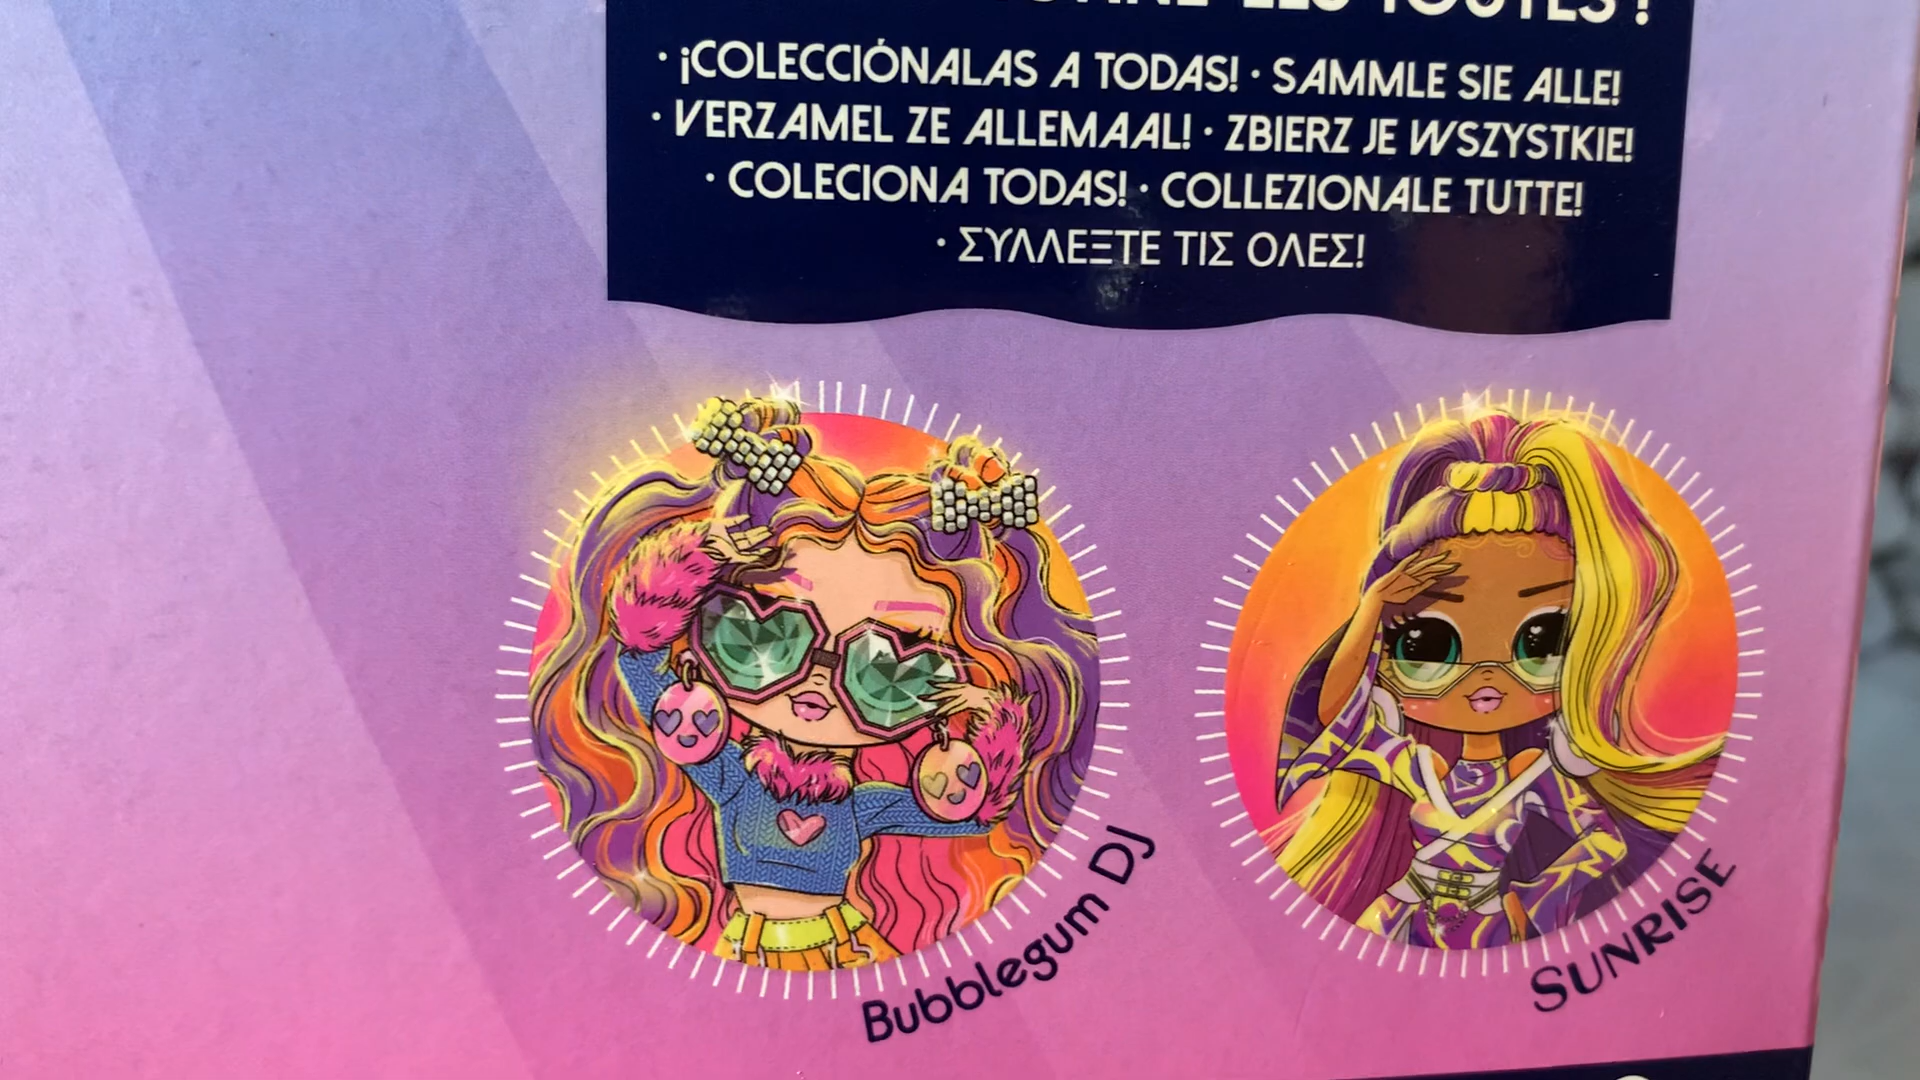 TOUTES !
· ¡COLECCIÓNALAS A TODAS! · SAMMLE SIE ALLE!
· VERZAMEL ZE ALLEMAAL! · ZBIERZ JE WSZYSTKIE!
· COLECIONA TODAS! · COLLEZIONALE TUTTE!
· ΣΥΛΛΕΞΤΕ ΤΙΣ ΟΛΕΣ!
Bubblegum DJ
SUNRISE